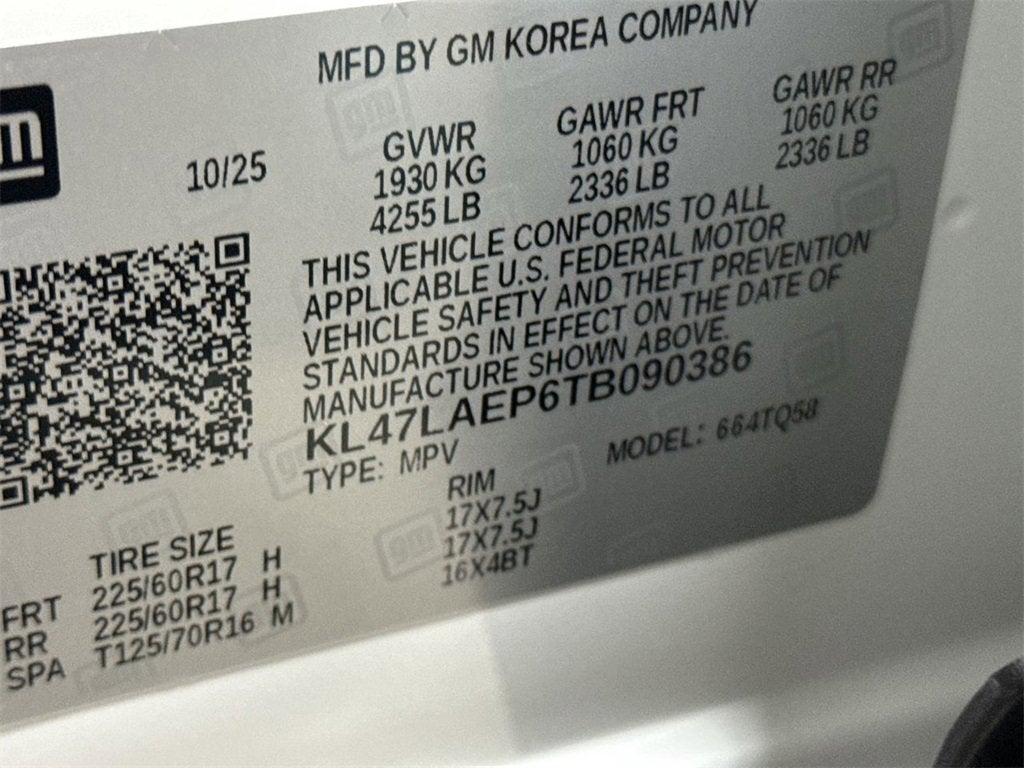 MFD BY GM KOREA COMPANY
gm
10/25
GVWR GAWR FRT GAWR RR
1930 KG 1060 KG 1060 KG
4255 LB 2336 LB 2336 LB
THIS VEHICLE CONFORMS TO ALL
APPLICABLE U.S. FEDERAL MOTOR
VEHICLE SAFETY AND THEFT PREVENTION
STANDARDS IN EFFECT ON THE DATE OF
MANUFACTURE SHOWN ABOVE.
KL47LAEP6TB090386
TYPE: MPV MODEL: 664TQ58
TIRE SIZE RIM
FRT 225/60R17 H 17X7.5J
RR 225/60R17 H 17X7.5J
SPA T125/70R16 M 16X4BT